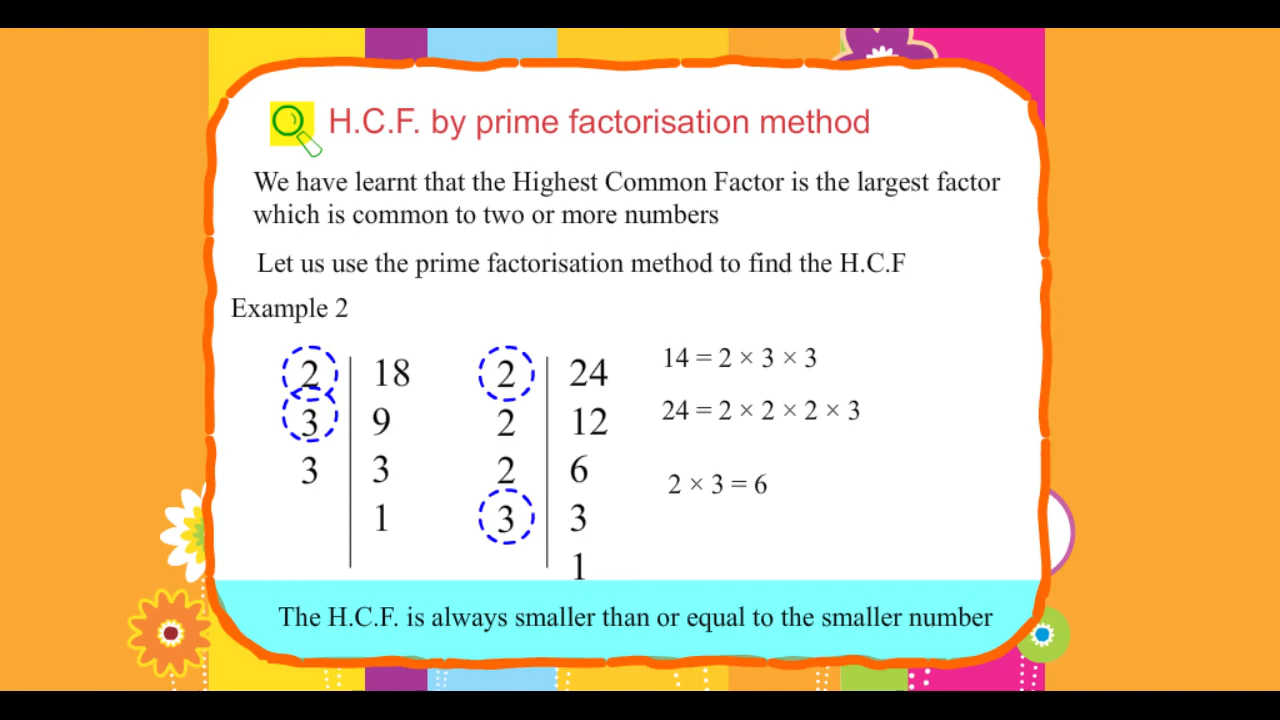 H.C.F. by prime factorisation method
We have learnt that the Highest Common Factor is the largest factor
which is common to two or more numbers
Let us use the prime factorisation method to find the H.C.F
Example 2
2 | 18
3 | 9
3 | 3
1
2 | 24
2 | 12
2 | 6
3 | 3
1
14 = 2 × 3 × 3
24 = 2 × 2 × 2 × 3
2 × 3 = 6
The H.C.F. is always smaller than or equal to the smaller number